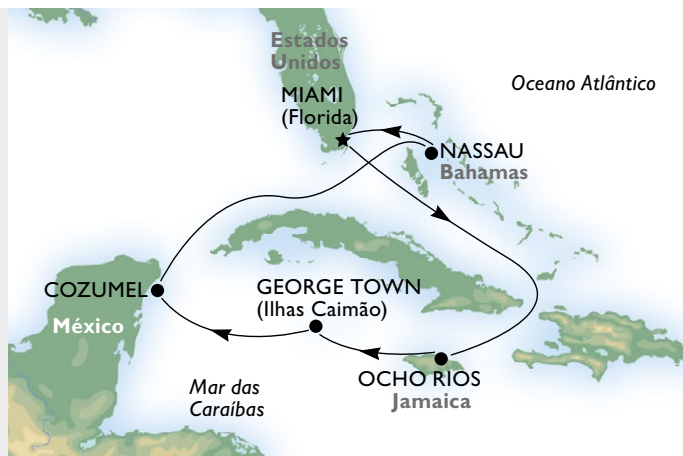 Estados
Unidos
MIAMI
(Florida)
Oceano Atlântico
NASSAU
Bahamas
COZUMEL
México
GEORGE TOWN
(Ilhas Caimão)
OCHO RIOS
Jamaica
Mar das
Caraíbas